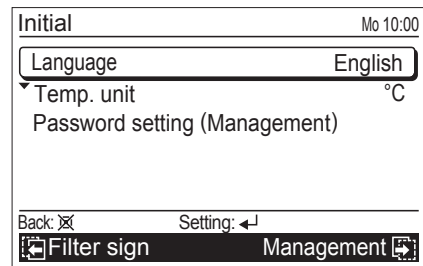 Initial Mo 10:00
Language English
Temp. unit °C
Password setting (Management)
Back: Setting:
Filter sign Management